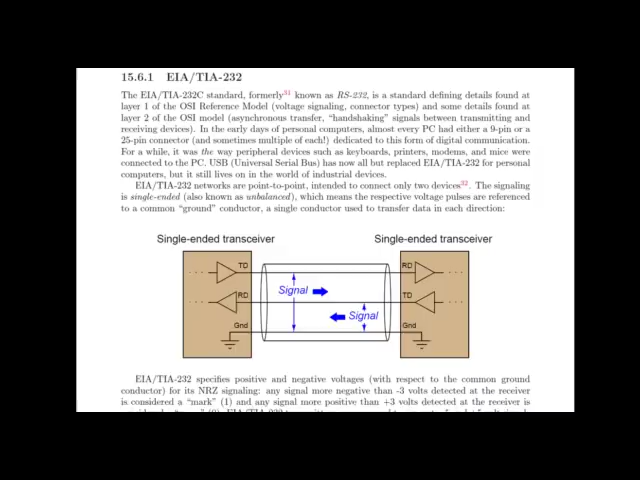 15.6.1 EIA/TIA-232
The EIA/TIA-232C standard, formerly31 known as RS-232, is a standard defining details found at
layer 1 of the OSI Reference Model (voltage signaling, connector types) and some details found at
layer 2 of the OSI model (asynchronous transfer, "handshaking" signals between transmitting and
receiving devices). In the early days of personal computers, almost every PC had either a 9-pin or a
25-pin connector (and sometimes multiple of each!) dedicated to this form of digital communication.
For a while, it was the way peripheral devices such as keyboards, printers, modems, and mice were
connected to the PC. USB (Universal Serial Bus) has now all but replaced EIA/TIA-232 for personal
computers, but it still lives on in the world of industrial devices.
EIA/TIA-232 networks are point-to-point, intended to connect only two devices32. The signaling
is single-ended (also known as unbalanced), which means the respective voltage pulses are referenced
to a common "ground" conductor, a single conductor used to transfer data in each direction:
Single-ended transceiver Single-ended transceiver
TD RD
Signal
RD TD
Signal
Gnd Gnd
EIA/TIA-232 specifies positive and negative voltages (with respect to the common ground
conductor) for its NRZ signaling: any signal more negative than -3 volts detected at the receiver
is considered a "mark" (1) and any signal more positive than +3 volts detected at the receiver is